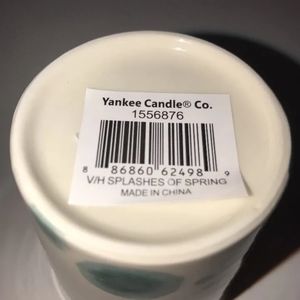 Yankee Candle® Co.
1556876
8 86860 62498 9
V/H SPLASHES OF SPRING
MADE IN CHINA